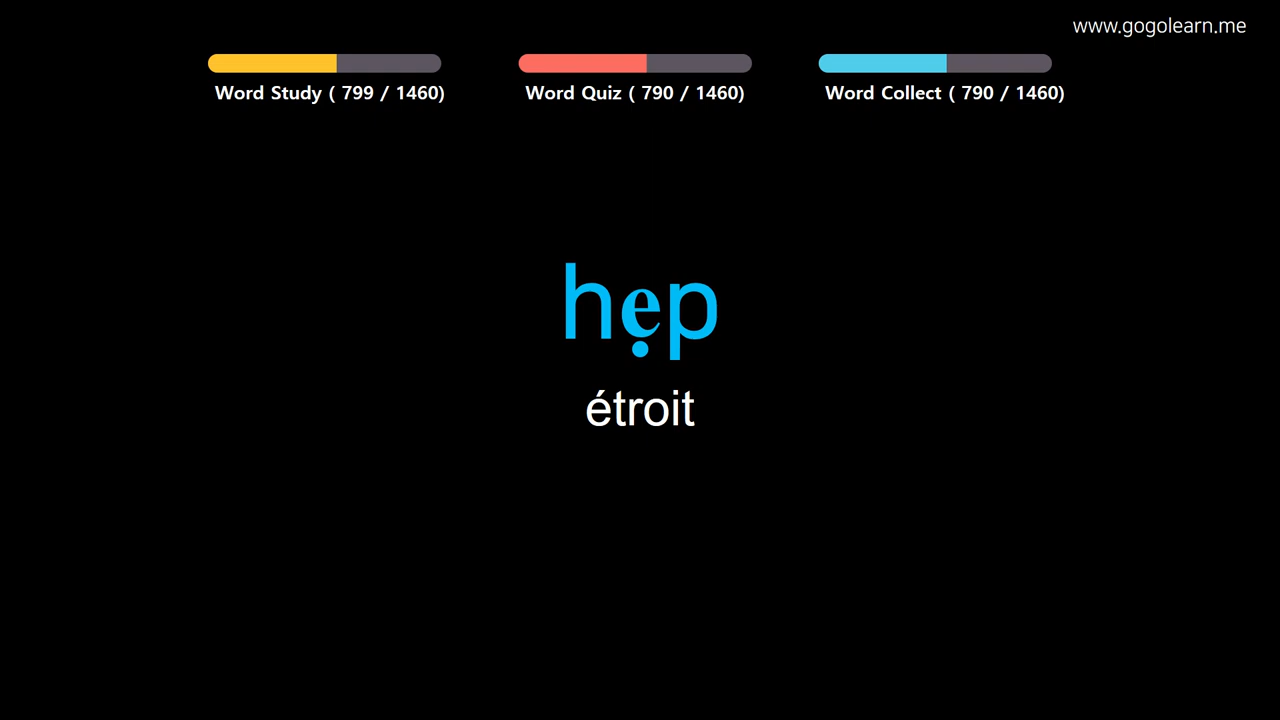 www.gogolearn.me
Word Study ( 799 / 1460)
Word Quiz ( 790 / 1460)
Word Collect ( 790 / 1460)
hẹp
étroit